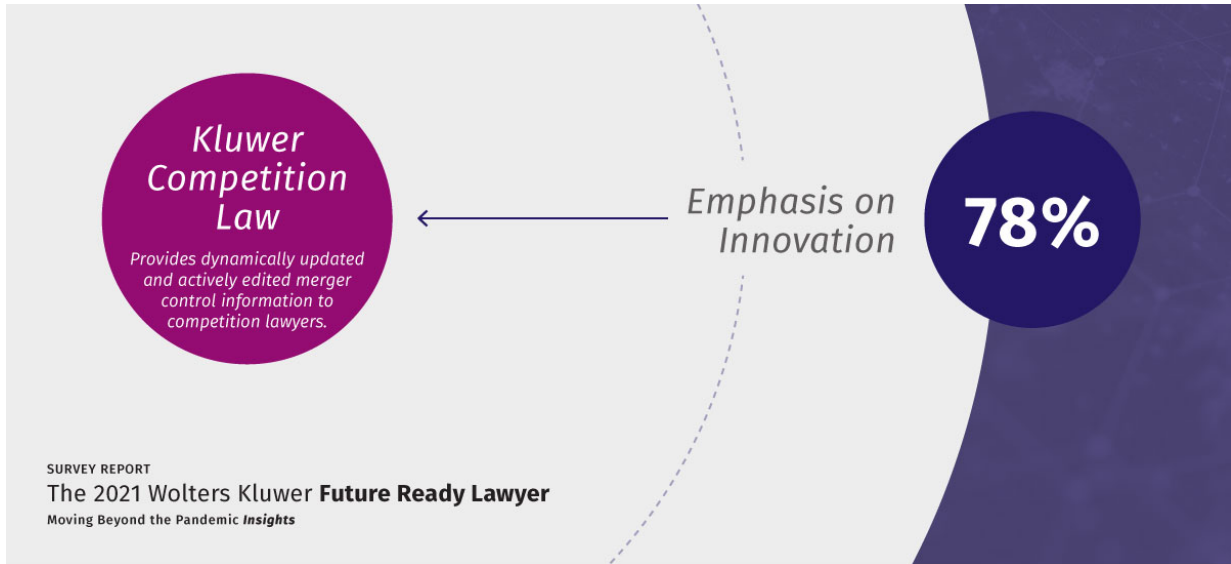 Kluwer
Competition
Law
Provides dynamically updated
and actively edited merger
control information to
competition lawyers.
Emphasis on
Innovation
78%
SURVEY REPORT
The 2021 Wolters Kluwer Future Ready Lawyer
Moving Beyond the Pandemic Insights